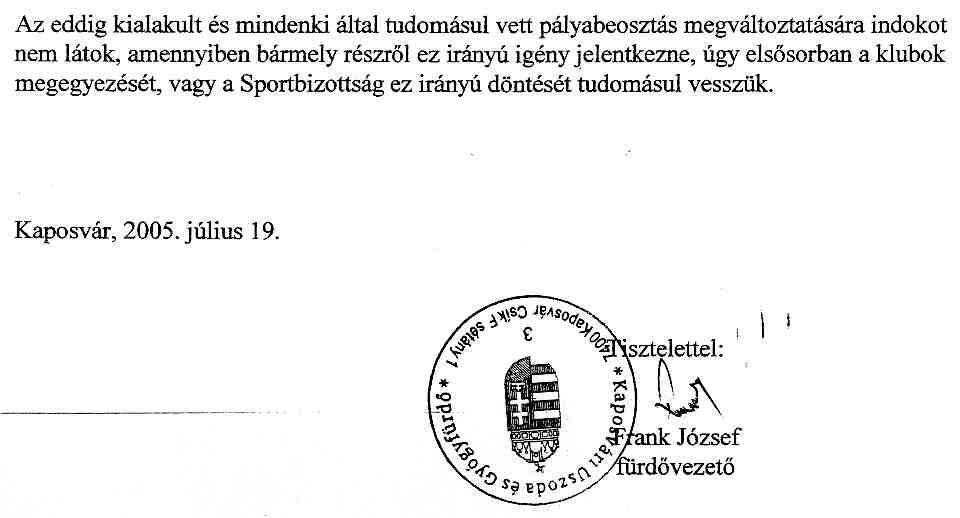 Az eddig kialakult és mindenki által tudomásul vett pályabeosztás megváltoztatására indokot
nem látok, amennyiben bármely részről ez irányú igény jelentkezne, úgy elsősorban a klubok
megegyezését, vagy a Sportbizottság ez irányú döntését tudomásul vesszük.
Kaposvár, 2005. július 19.
* Kaposvári Uszoda és Gyógyfürdő *
7400 Kaposvár Csík F sétány 1
3
Tisztelettel:
Frank József
fürdővezető